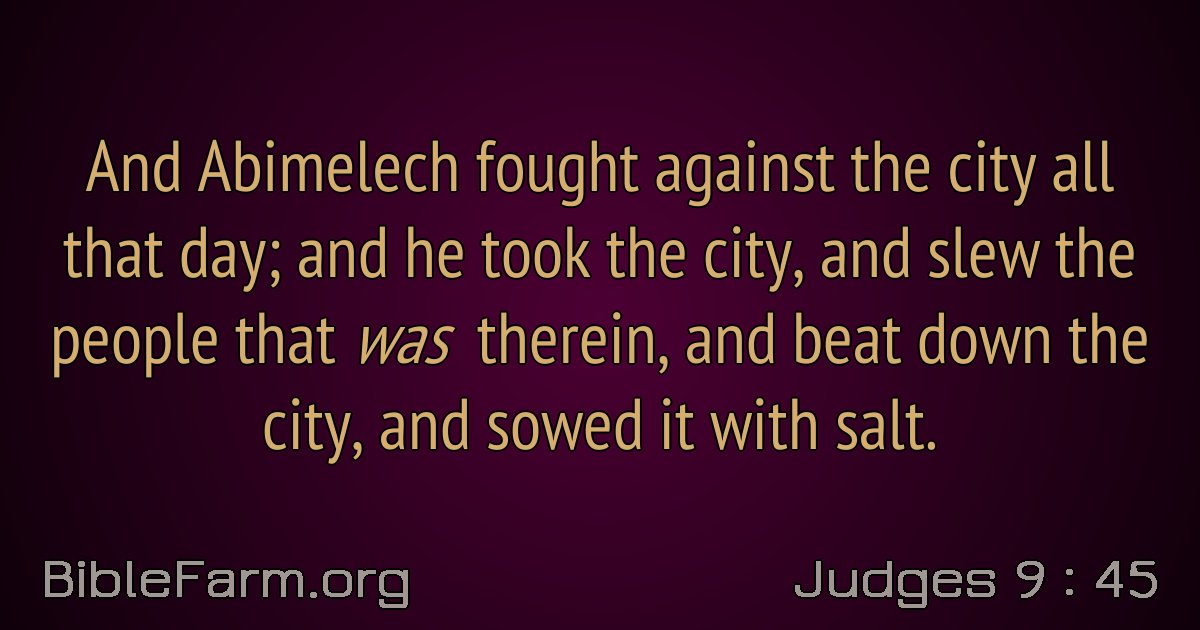 And Abimelech fought against the city all
that day; and he took the city, and slew the
people that was therein, and beat down the
city, and sowed it with salt.
BibleFarm.org
Judges 9 : 45